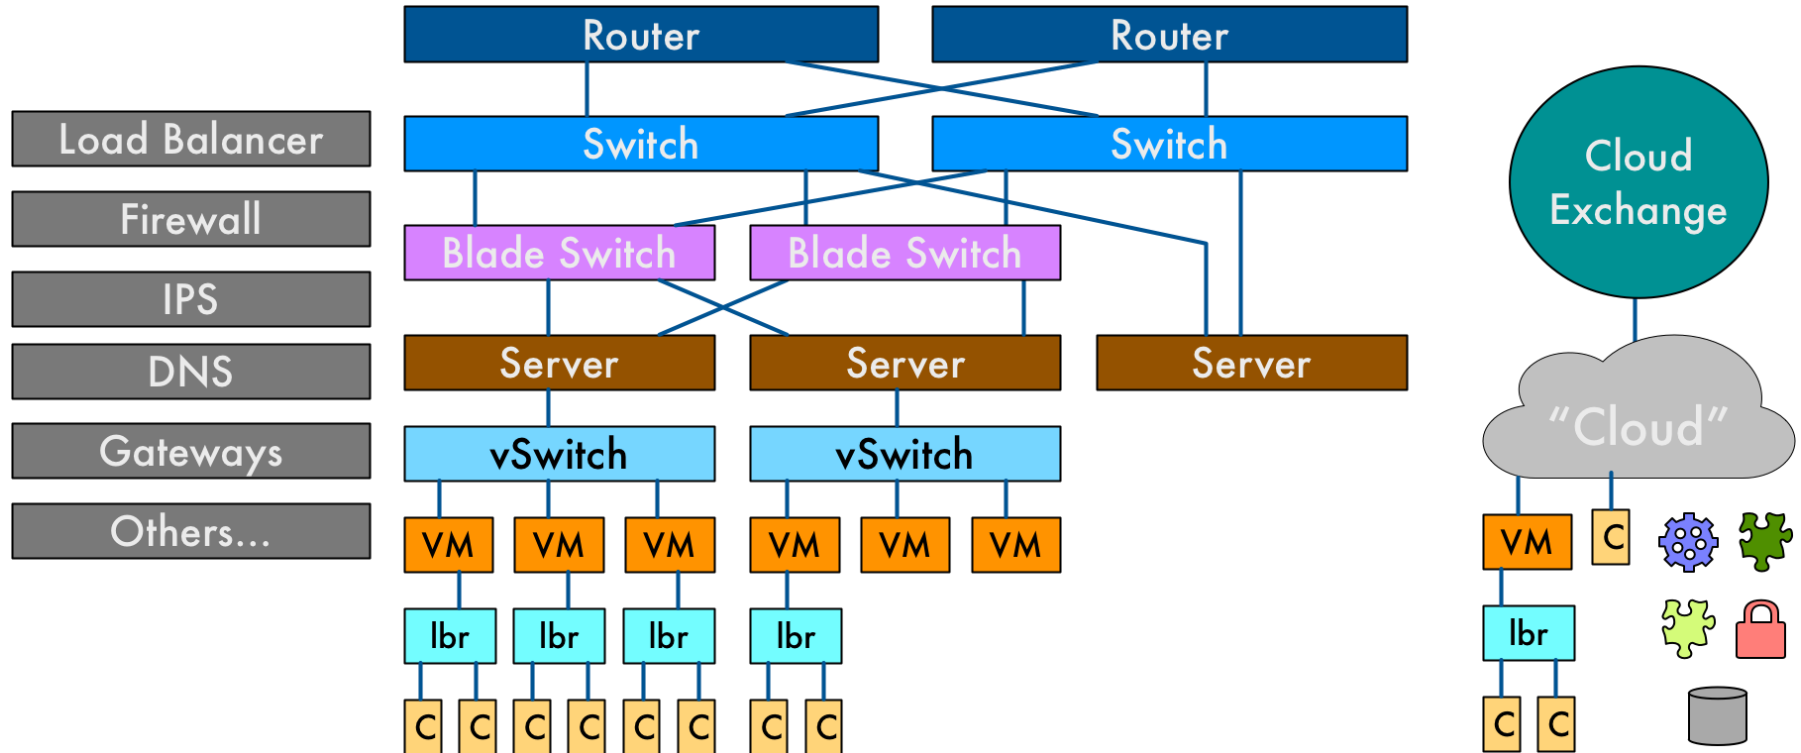 Router
Router
Load Balancer
Switch
Switch
Cloud
Exchange
Firewall
Blade Switch
Blade Switch
IPS
DNS
Server
Server
Server
“Cloud”
Gateways
vSwitch
vSwitch
Others...
VM
VM
VM
VM
VM
VM
VM
C
lbr
lbr
lbr
lbr
lbr
C
C
C
C
C
C
C
C
C
C